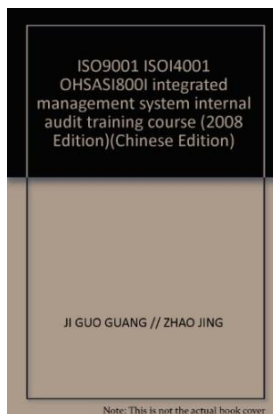 ISO9001 ISOI4001
OHSASI800I integrated
management system internal
audit training course (2008
Edition)(Chinese Edition)
JI GUO GUANG // ZHAO JING
Note: This is not the actual book cover